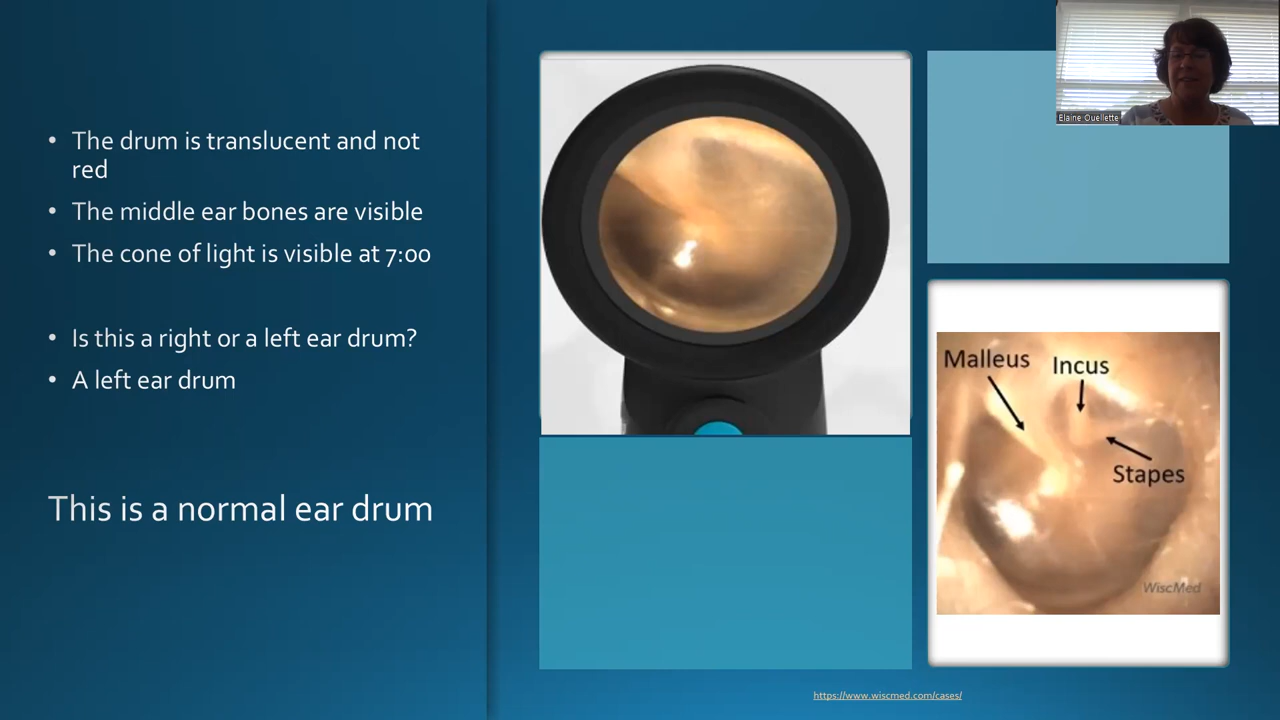 The drum is translucent and not
red
The middle ear bones are visible
The cone of light is visible at 7:00
Is this a right or a left ear drum?
A left ear drum
This is a normal ear drum
Elaine Ouellette
Malleus
Incus
Stapes
WiscMed
https://www.wiscmed.com/cases/